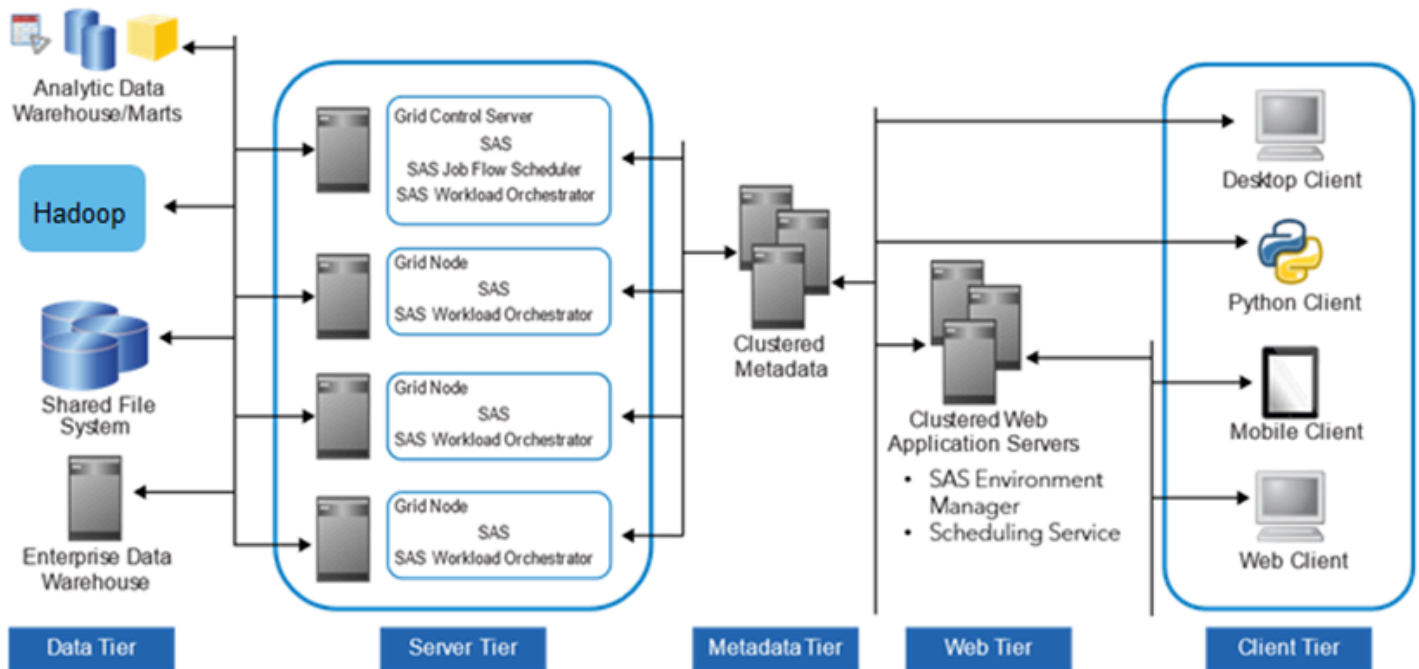 Analytic Data
Warehouse/Marts
Hadoop
Shared File
System
Enterprise Data
Warehouse
Data Tier
Grid Control Server
SAS
SAS Job Flow Scheduler
SAS Workload Orchestrator
Grid Node
SAS
SAS Workload Orchestrator
Grid Node
SAS
SAS Workload Orchestrator
Grid Node
SAS
SAS Workload Orchestrator
Server Tier
Clustered
Metadata
Metadata Tier
Clustered Web
Application Servers
• SAS Environment
Manager
• Scheduling Service
Web Tier
Desktop Client
Python Client
Mobile Client
Web Client
Client Tier